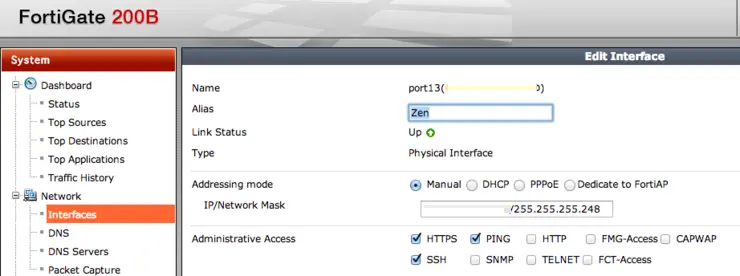 FortiGate 200B
System
Edit Interface
Dashboard
Status
Top Sources
Top Destinations
Top Applications
Traffic History
Network
Interfaces
DNS
DNS Servers
Packet Capture
Name port13( 0)
Alias Zen
Link Status Up
Type Physical Interface
Addressing mode Manual DHCP PPPoE Dedicate to FortiAP
IP/Network Mask /255.255.255.248
Administrative Access HTTPS PING HTTP FMG-Access CAPWAP
SSH SNMP TELNET FCT-Access